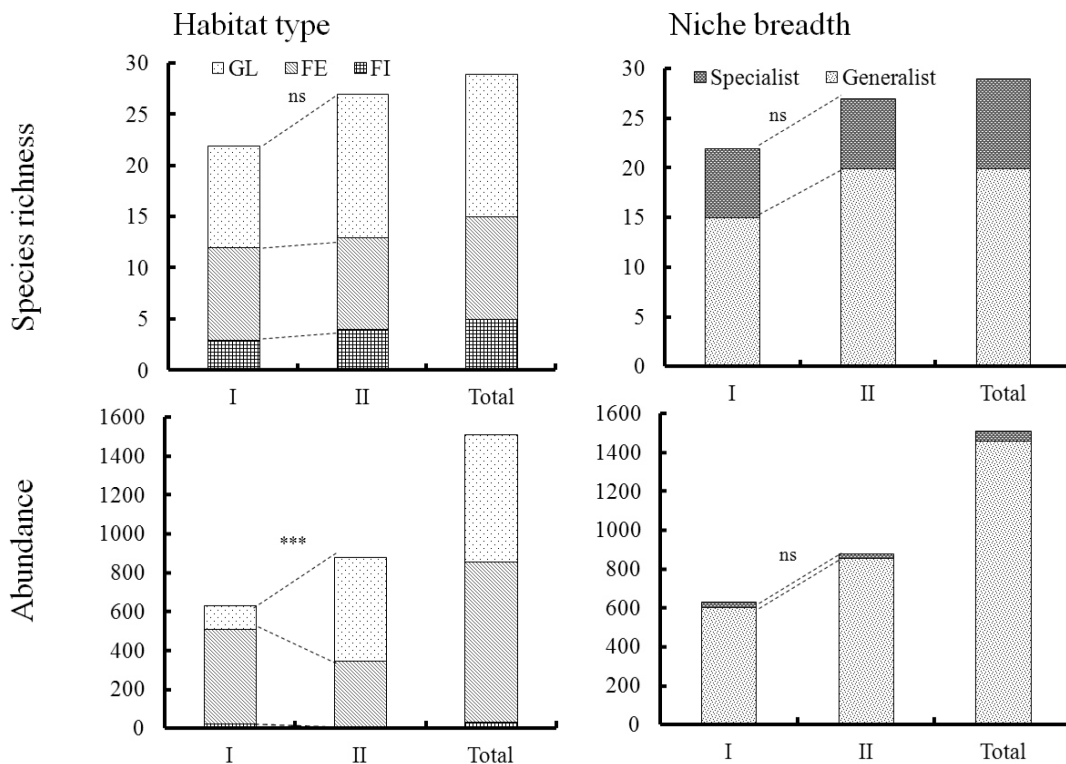 Habitat type
Niche breadth
Species richness
30
25
20
15
10
5
0
GL FE FI
ns
I II Total
30
25
20
15
10
5
0
Specialist Generalist
ns
I II Total
Abundance
1600
1400
1200
1000
800
600
400
200
0
***
I II Total
1600
1400
1200
1000
800
600
400
200
0
ns
I II Total